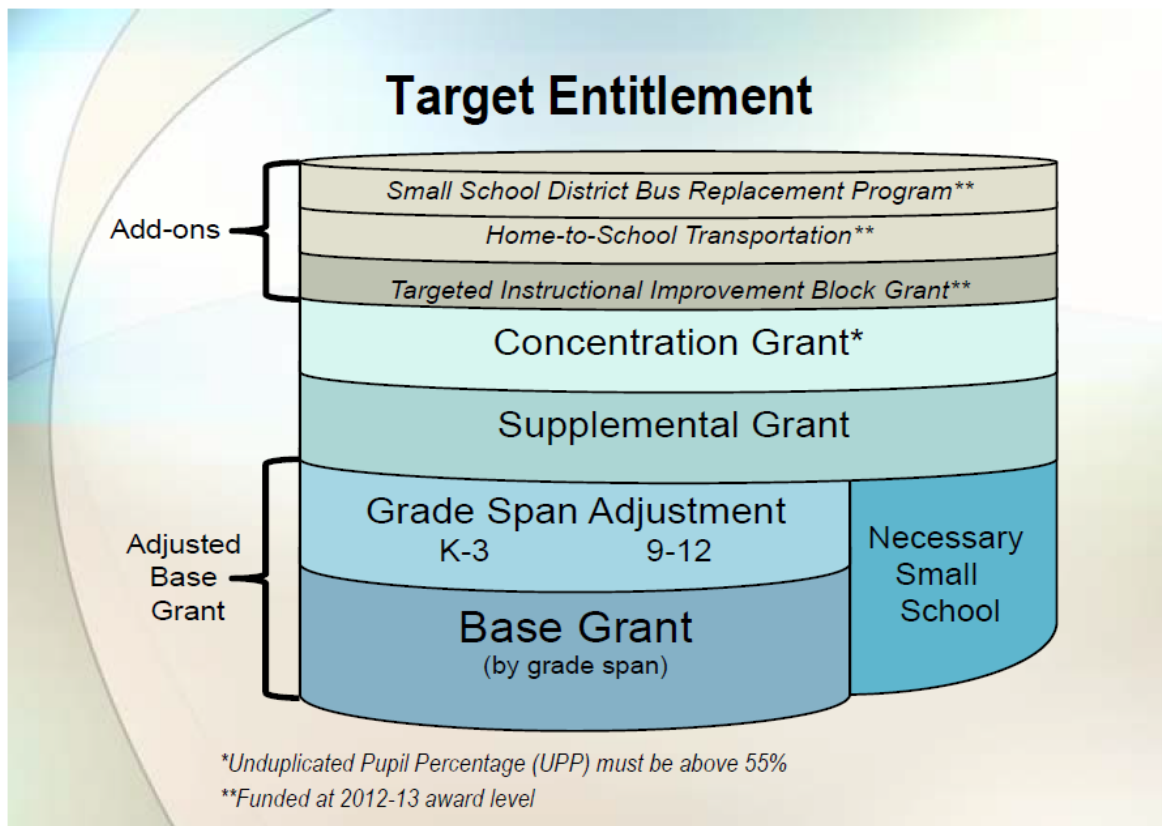 Target Entitlement
Small School District Bus Replacement Program**
Add-ons
Home-to-School Transportation**
Targeted Instructional Improvement Block Grant**
Concentration Grant*
Supplemental Grant
Grade Span Adjustment
K-3 9-12
Adjusted
Base
Grant
Necessary
Small
School
Base Grant
(by grade span)
*Unduplicated Pupil Percentage (UPP) must be above 55%
**Funded at 2012-13 award level